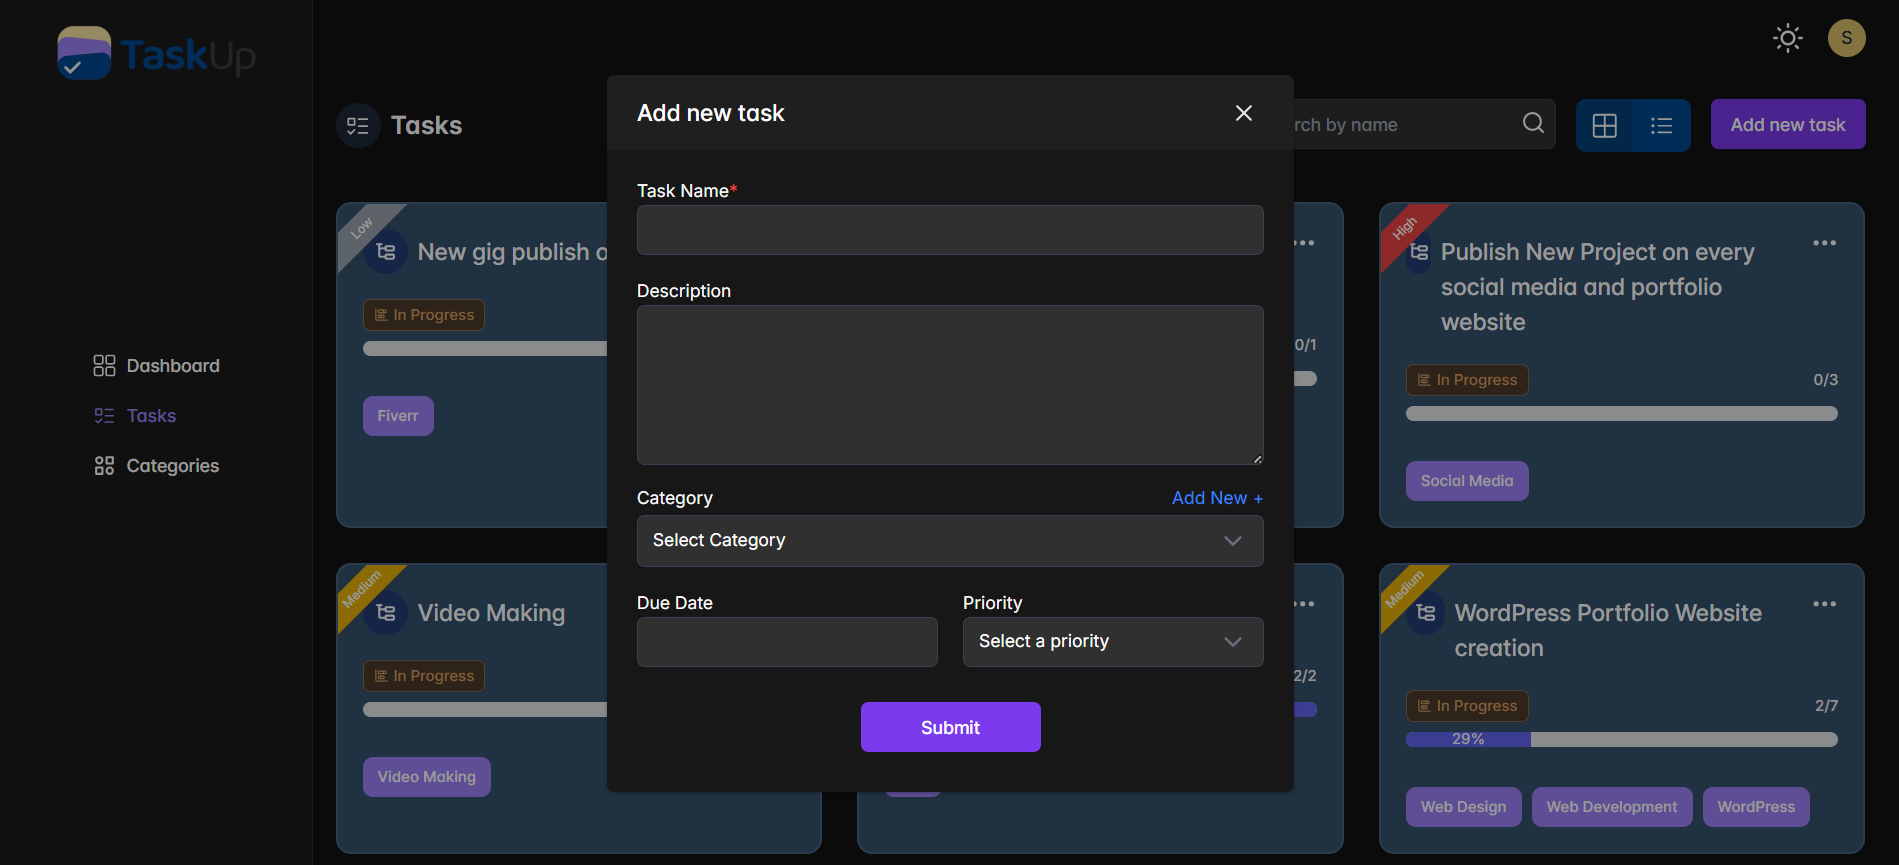 TaskUp
S
Dashboard
Tasks
Categories
Tasks
rch by name
Add new task
Low
New gig publish o
In Progress
Fiverr
0/1
High
Publish New Project on every
social media and portfolio
website
In Progress
0/3
Social Media
Medium
Video Making
In Progress
Video Making
2/2
Medium
WordPress Portfolio Website
creation
In Progress
2/7
29%
Web Design
Web Development
WordPress
Add new task
Task Name*
Description
Category
Add New +
Select Category
Due Date
Priority
Select a priority
Submit